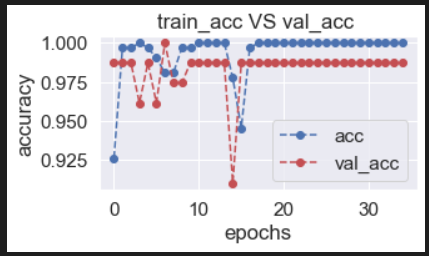 train_acc VS val_acc
1.000
0.975
0.950
0.925
accuracy
acc
val_acc
0 10 20 30
epochs